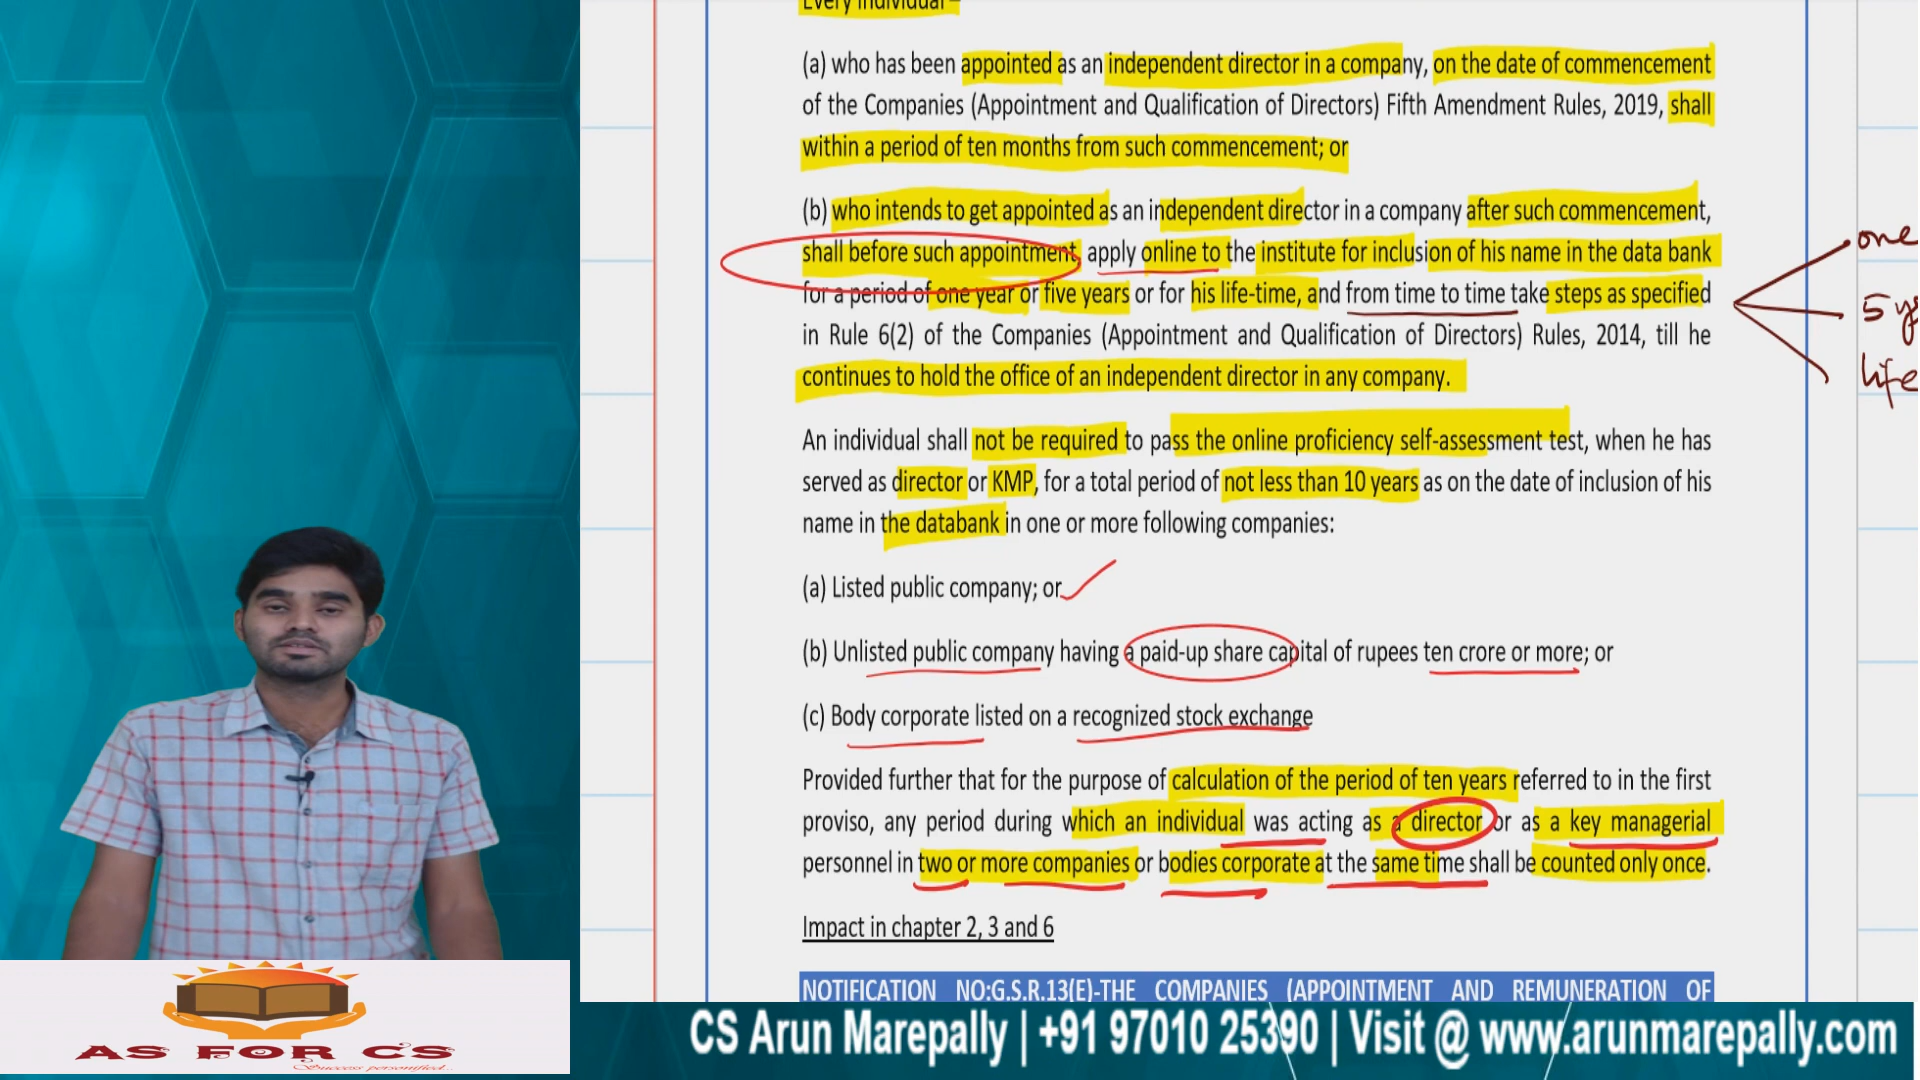 Every individual –
(a) who has been appointed as an independent director in a company, on the date of commencement
of the Companies (Appointment and Qualification of Directors) Fifth Amendment Rules, 2019, shall
within a period of ten months from such commencement; or
(b) who intends to get appointed as an independent director in a company after such commencement,
shall before such appointment, apply online to the institute for inclusion of his name in the data bank
for a period of one year or five years or for his life-time, and from time to time take steps as specified
in Rule 6(2) of the Companies (Appointment and Qualification of Directors) Rules, 2014, till he
continues to hold the office of an independent director in any company.
one
5 ye
life
An individual shall not be required to pass the online proficiency self-assessment test, when he has
served as director or KMP, for a total period of not less than 10 years as on the date of inclusion of his
name in the databank in one or more following companies:
(a) Listed public company; or
(b) Unlisted public company having a paid-up share capital of rupees ten crore or more; or
(c) Body corporate listed on a recognized stock exchange
Provided further that for the purpose of calculation of the period of ten years referred to in the first
proviso, any period during which an individual was acting as a director or as a key managerial
personnel in two or more companies or bodies corporate at the same time shall be counted only once.
Impact in chapter 2, 3 and 6
NOTIFICATION NO:G.S.R.13(E)-THE COMPANIES (APPOINTMENT AND REMUNERATION OF
AS FOR CS
Success personified...
CS Arun Marepally | +91 97010 25390 | Visit @ www.arunmarepally.com